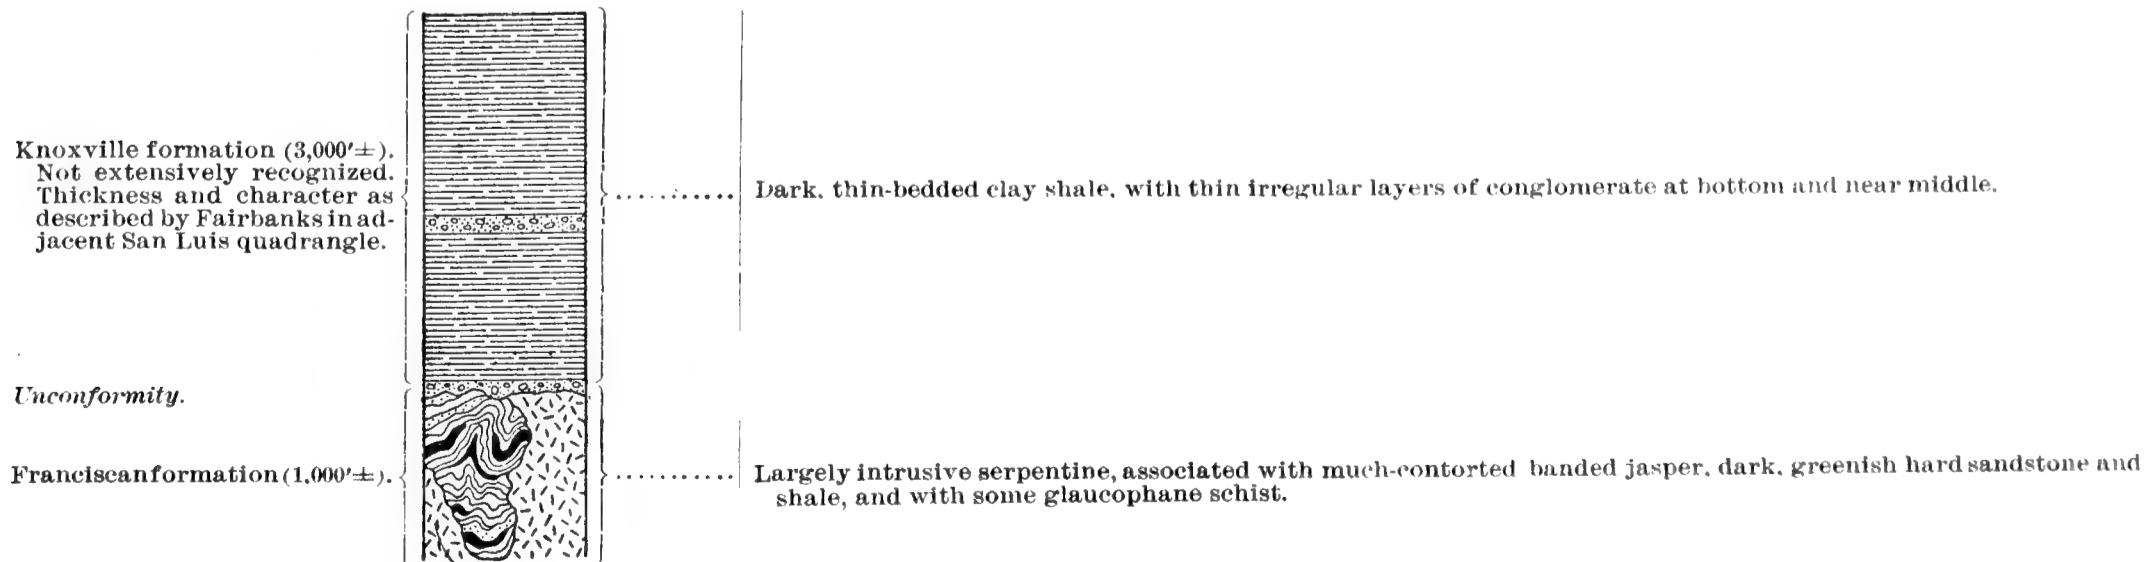 Knoxville formation (3,000'±).
Not extensively recognized.
Thickness and character as
described by Fairbanks in ad-
jacent San Luis quadrangle.
Dark, thin-bedded clay shale, with thin irregular layers of conglomerate at bottom and near middle.
Unconformity.
Franciscan formation (1,000'±).
Largely intrusive serpentine, associated with much-contorted banded jasper, dark, greenish hard sandstone and
shale, and with some glaucophane schist.